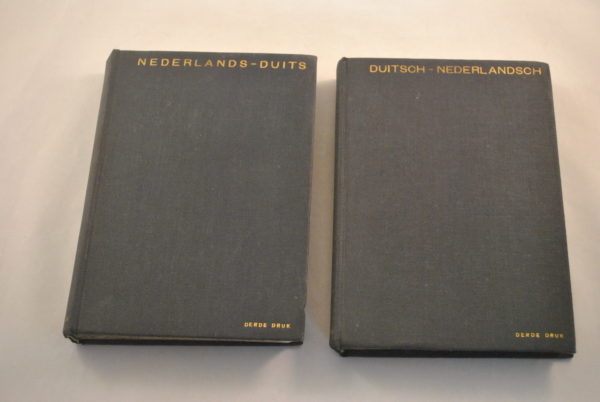 NEDERLANDS-DUITS
DERDE DRUK
DUITSCH-NEDERLANDSCH
DERDE DRUK